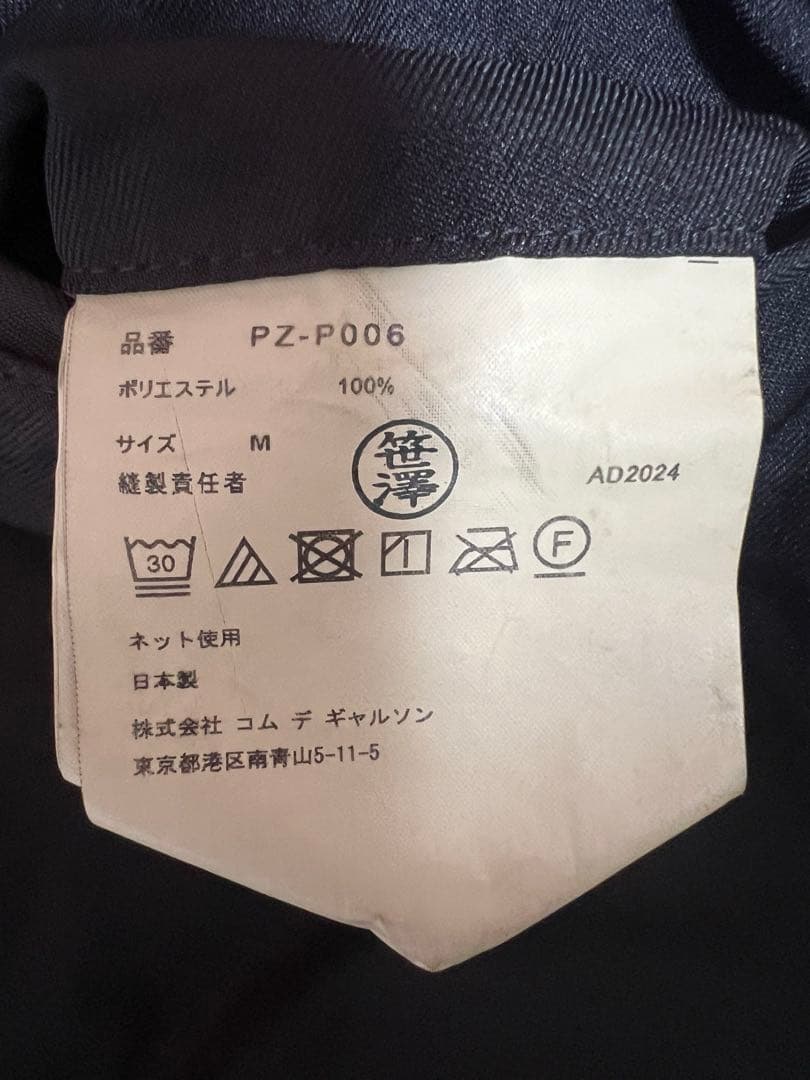 品番 PZ-P006
ポリエステル 100%
サイズ M
縫製責任者 笹澤 AD2024
30 F
ネット使用
日本製
株式会社 コム デ ギャルソン
東京都港区南青山5-11-5